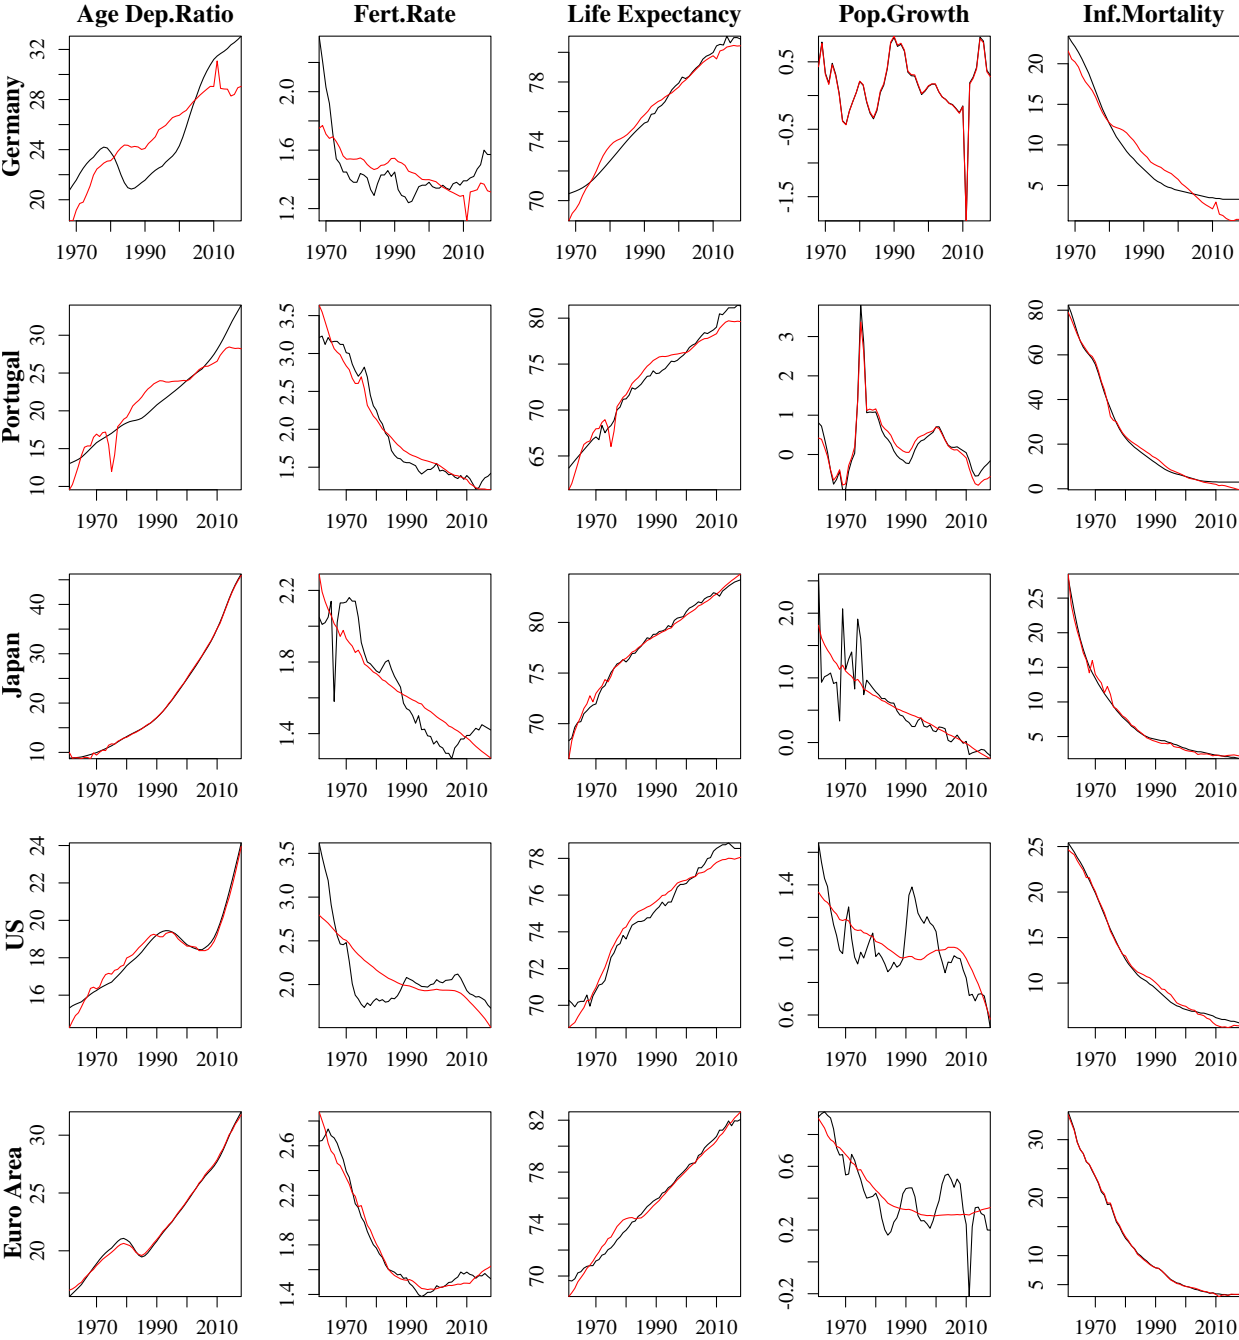 Age Dep.Ratio Fert.Rate Life Expectancy Pop.Growth Inf.Mortality
Germany
20 24 28 32
1970 1990 2010
1.2 1.6 2.0
1970 1990 2010
70 74 78
1970 1990 2010
-1.5 -0.5 0.5
1970 1990 2010
5 10 15 20
1970 1990 2010
Portugal
10 15 20 25 30
1970 1990 2010
1.5 2.0 2.5 3.0 3.5
1970 1990 2010
65 70 75 80
1970 1990 2010
0 1 2 3
1970 1990 2010
0 20 40 60 80
1970 1990 2010
Japan
10 20 30 40
1970 1990 2010
1.4 1.8 2.2
1970 1990 2010
70 75 80
1970 1990 2010
0.0 1.0 2.0
1970 1990 2010
5 10 15 20 25
1970 1990 2010
US
16 18 20 22 24
1970 1990 2010
2.0 2.5 3.0 3.5
1970 1990 2010
70 72 74 76 78
1970 1990 2010
0.6 1.0 1.4
1970 1990 2010
10 15 20 25
1970 1990 2010
Euro Area
20 25 30
1970 1990 2010
1.4 1.8 2.2 2.6
1970 1990 2010
70 74 78 82
1970 1990 2010
-0.2 0.2 0.6
1970 1990 2010
5 10 20 30
1970 1990 2010